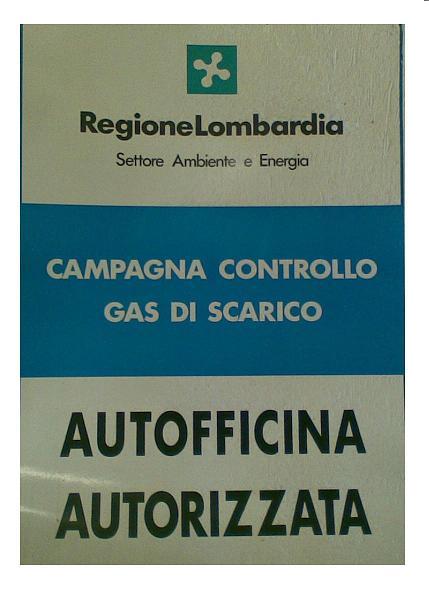 RegioneLombardia
Settore Ambiente e Energia
CAMPAGNA CONTROLLO
GAS DI SCARICO
AUTOFFICINA
AUTORIZZATA